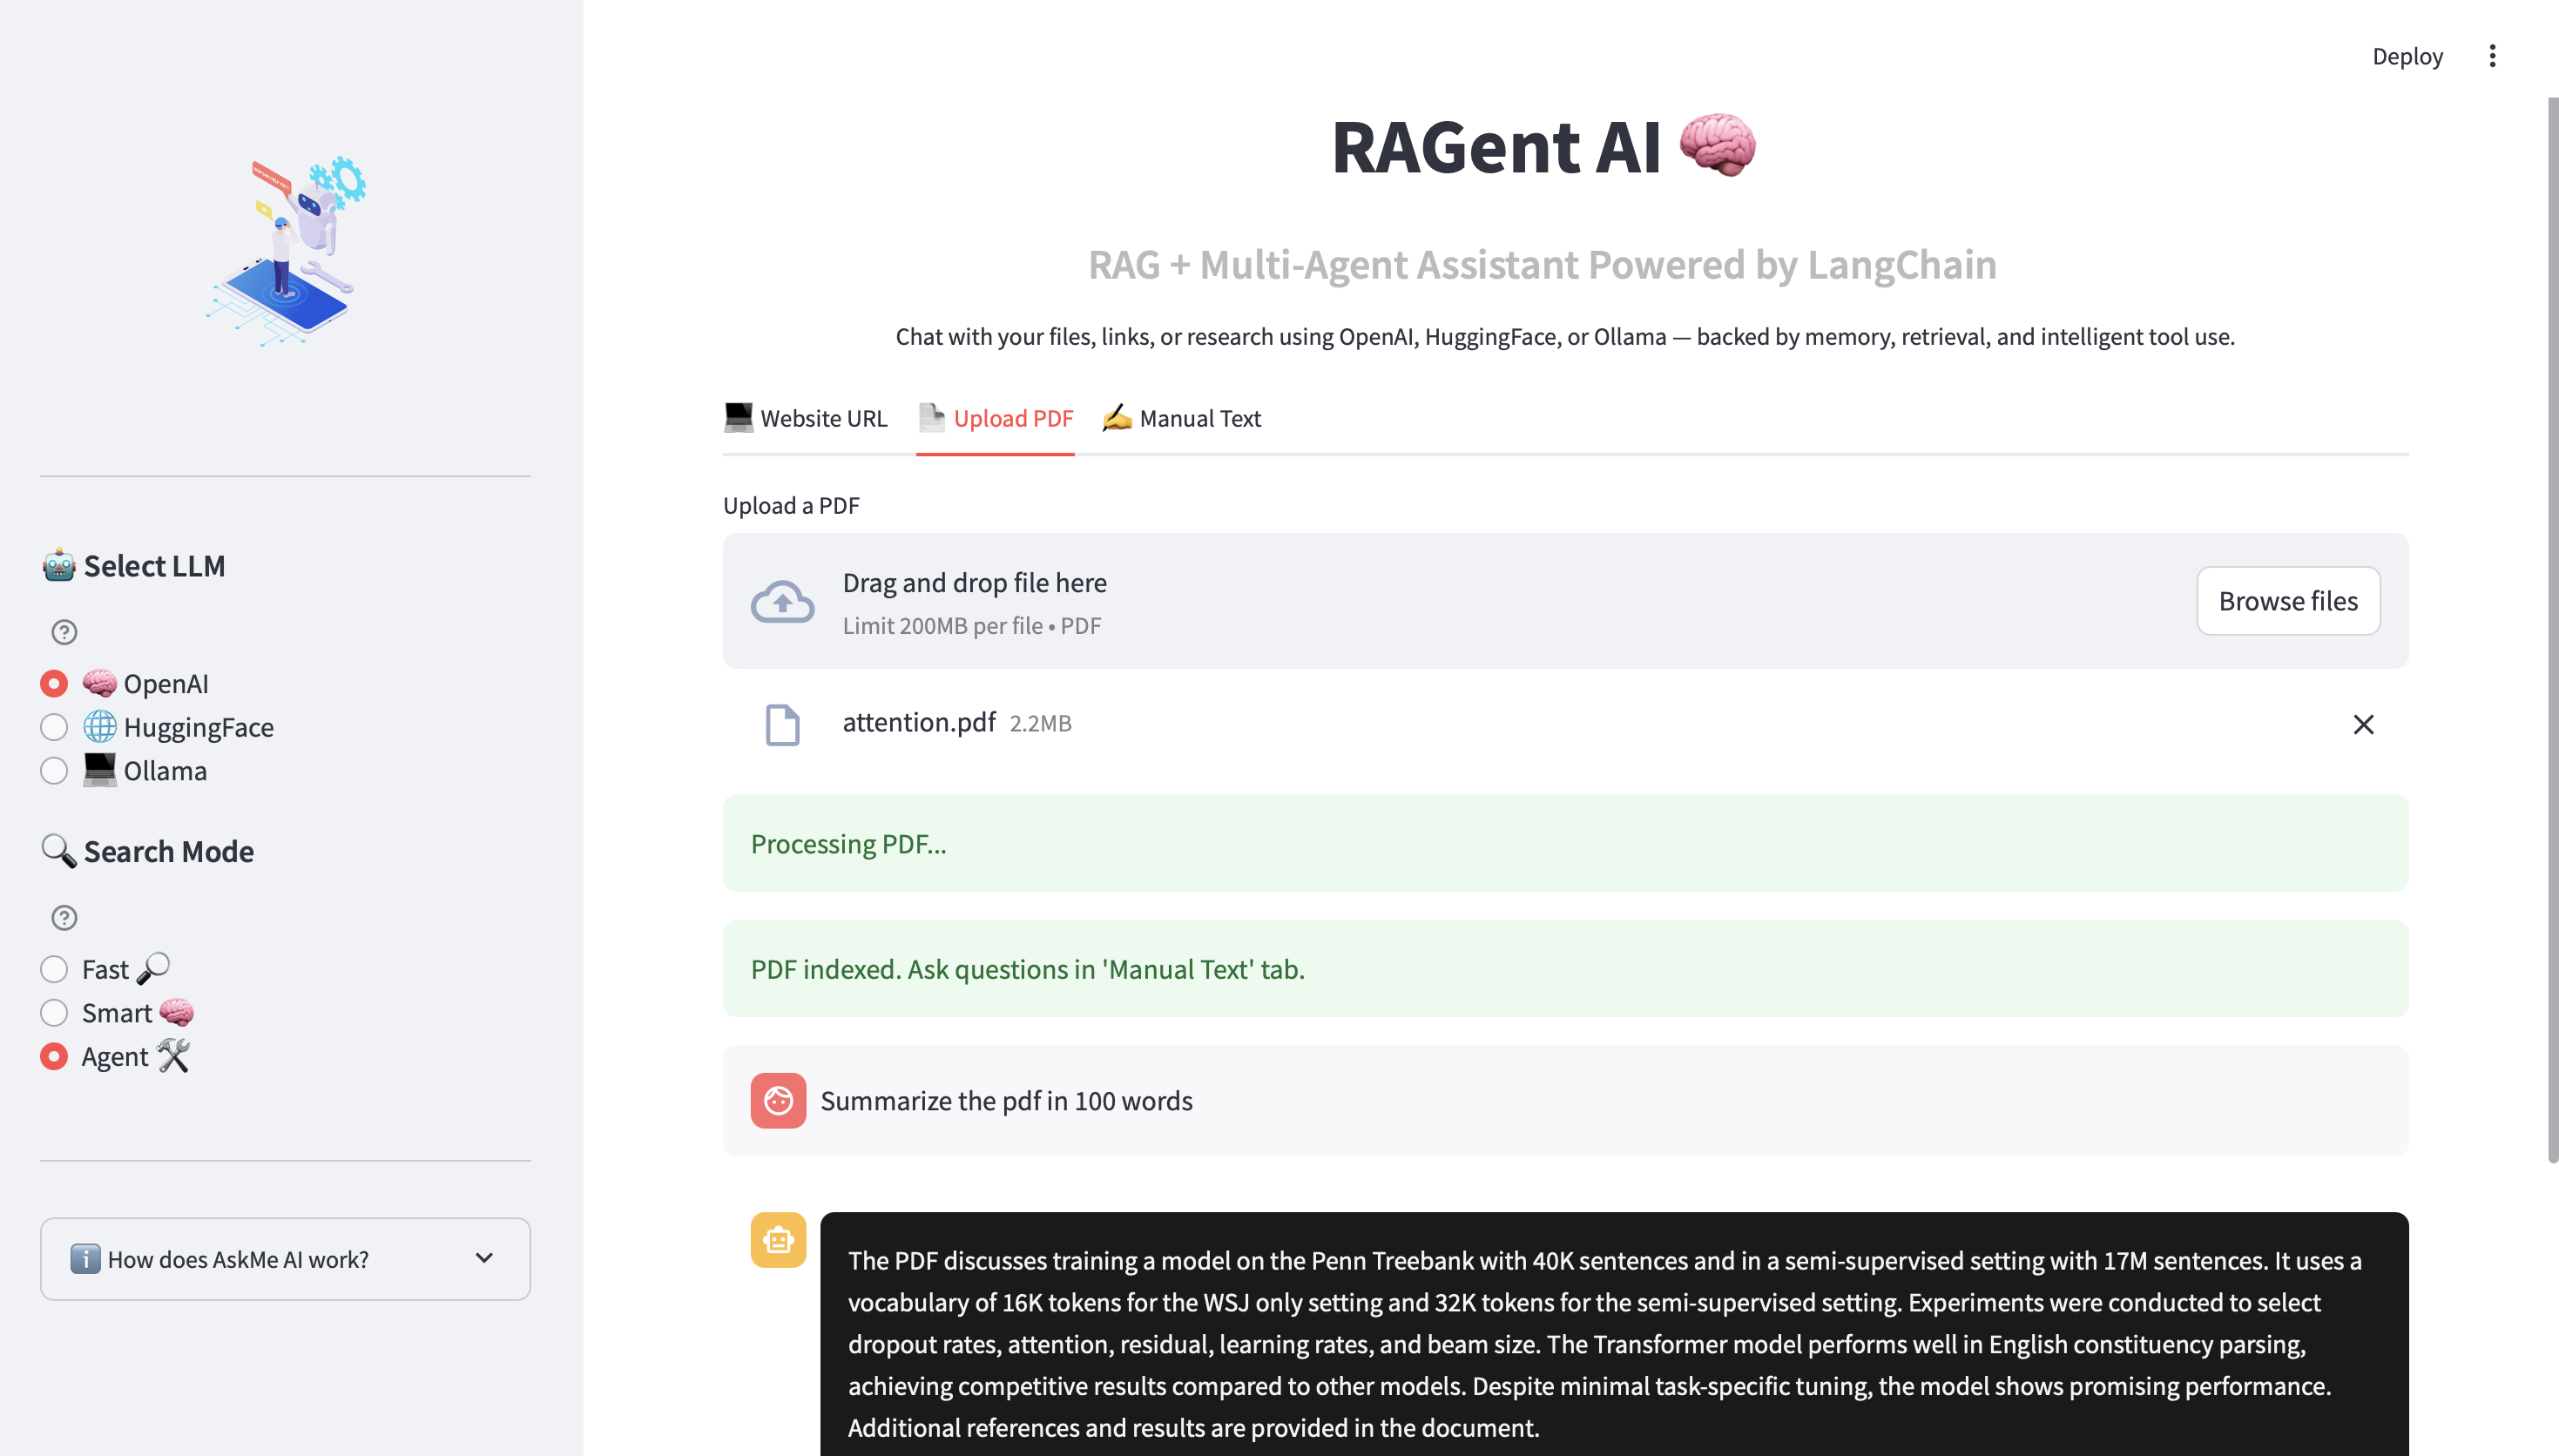 Deploy
RAGent AI
RAG + Multi-Agent Assistant Powered by LangChain
Chat with your files, links, or research using OpenAI, HuggingFace, or Ollama — backed by memory, retrieval, and intelligent tool use.
Website URL
Upload PDF
Manual Text
Upload a PDF
Drag and drop file here
Limit 200MB per file • PDF
Browse files
attention.pdf 2.2MB
Processing PDF...
PDF indexed. Ask questions in 'Manual Text' tab.
Summarize the pdf in 100 words
The PDF discusses training a model on the Penn Treebank with 40K sentences and in a semi-supervised setting with 17M sentences. It uses a
vocabulary of 16K tokens for the WSJ only setting and 32K tokens for the semi-supervised setting. Experiments were conducted to select
dropout rates, attention, residual, learning rates, and beam size. The Transformer model performs well in English constituency parsing,
achieving competitive results compared to other models. Despite minimal task-specific tuning, the model shows promising performance.
Additional references and results are provided in the document.
Select LLM
OpenAI
HuggingFace
Ollama
Search Mode
Fast
Smart
Agent
How does AskMe AI work?